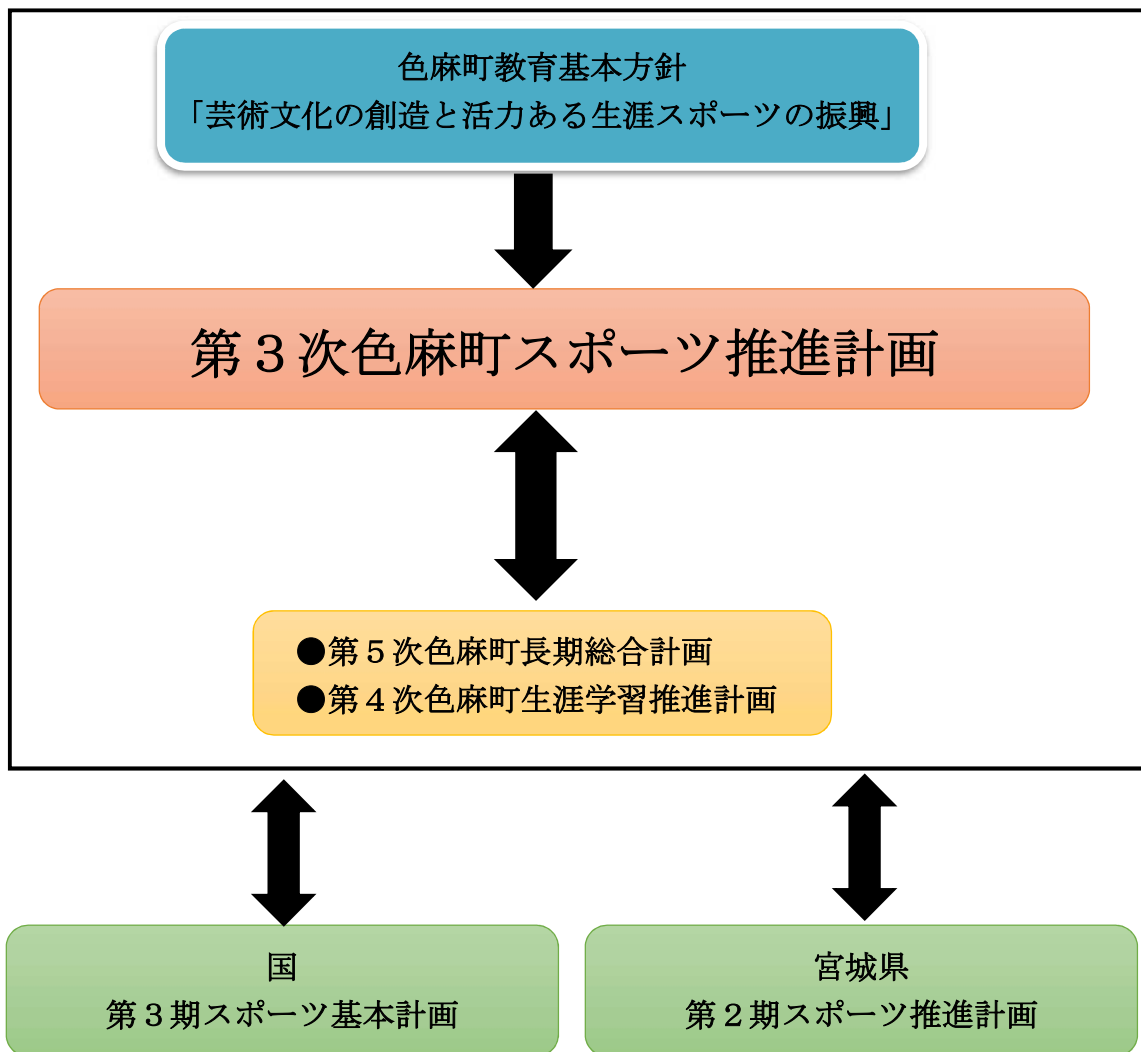 色麻町教育基本方針
「芸術文化の創造と活力ある生涯スポーツの振興」
第３次色麻町スポーツ推進計画
●第５次色麻町長期総合計画
●第４次色麻町生涯学習推進計画
国
第３期スポーツ基本計画
宮城県
第２期スポーツ推進計画